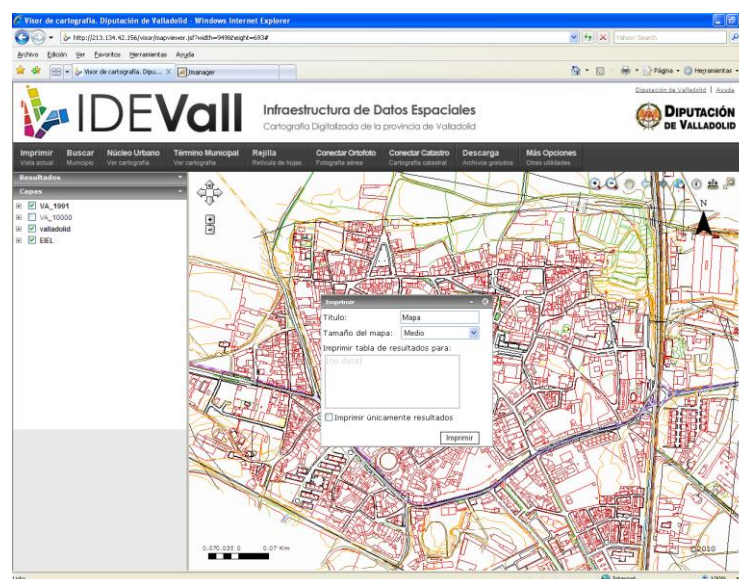 Visor de cartografía. Diputación de Valladolid - Windows Internet Explorer
http://213.134.42.156/visor/mapviewer.jsf?width=949&height=693#
Yahoo! Search
Archivo Edición Ver Favoritos Herramientas Ayuda
Visor de cartografía. Dipu... /manager
Página Herramientas
Diputación de Valladolid | Ayuda
IDEVall
Infraestructura de Datos Espaciales
Cartografía Digitalizada de la provincia de Valladolid
DIPUTACIÓN
DE VALLADOLID
Imprimir Buscar Núcleo Urbano Término Municipal Rejilla Conectar Ortofoto Conectar Catastro Descarga Más Opciones
Vista actual Municipio Ver cartografía Ver cartografía Retícula de hojas Fotografía aérea Cartografía catastral Archivos gratuitos Otras utilidades
Resultados
Capas
VA_1991
VA_10000
valladolid
EIEL
N
Imprimir
Título: Mapa
Tamaño del mapa: Medio
Imprimir tabla de resultados para:
[no data]
Imprimir únicamente resultados
Imprimir
0.070.035 0 0.07 Km
©2010
Listo Internet 100%